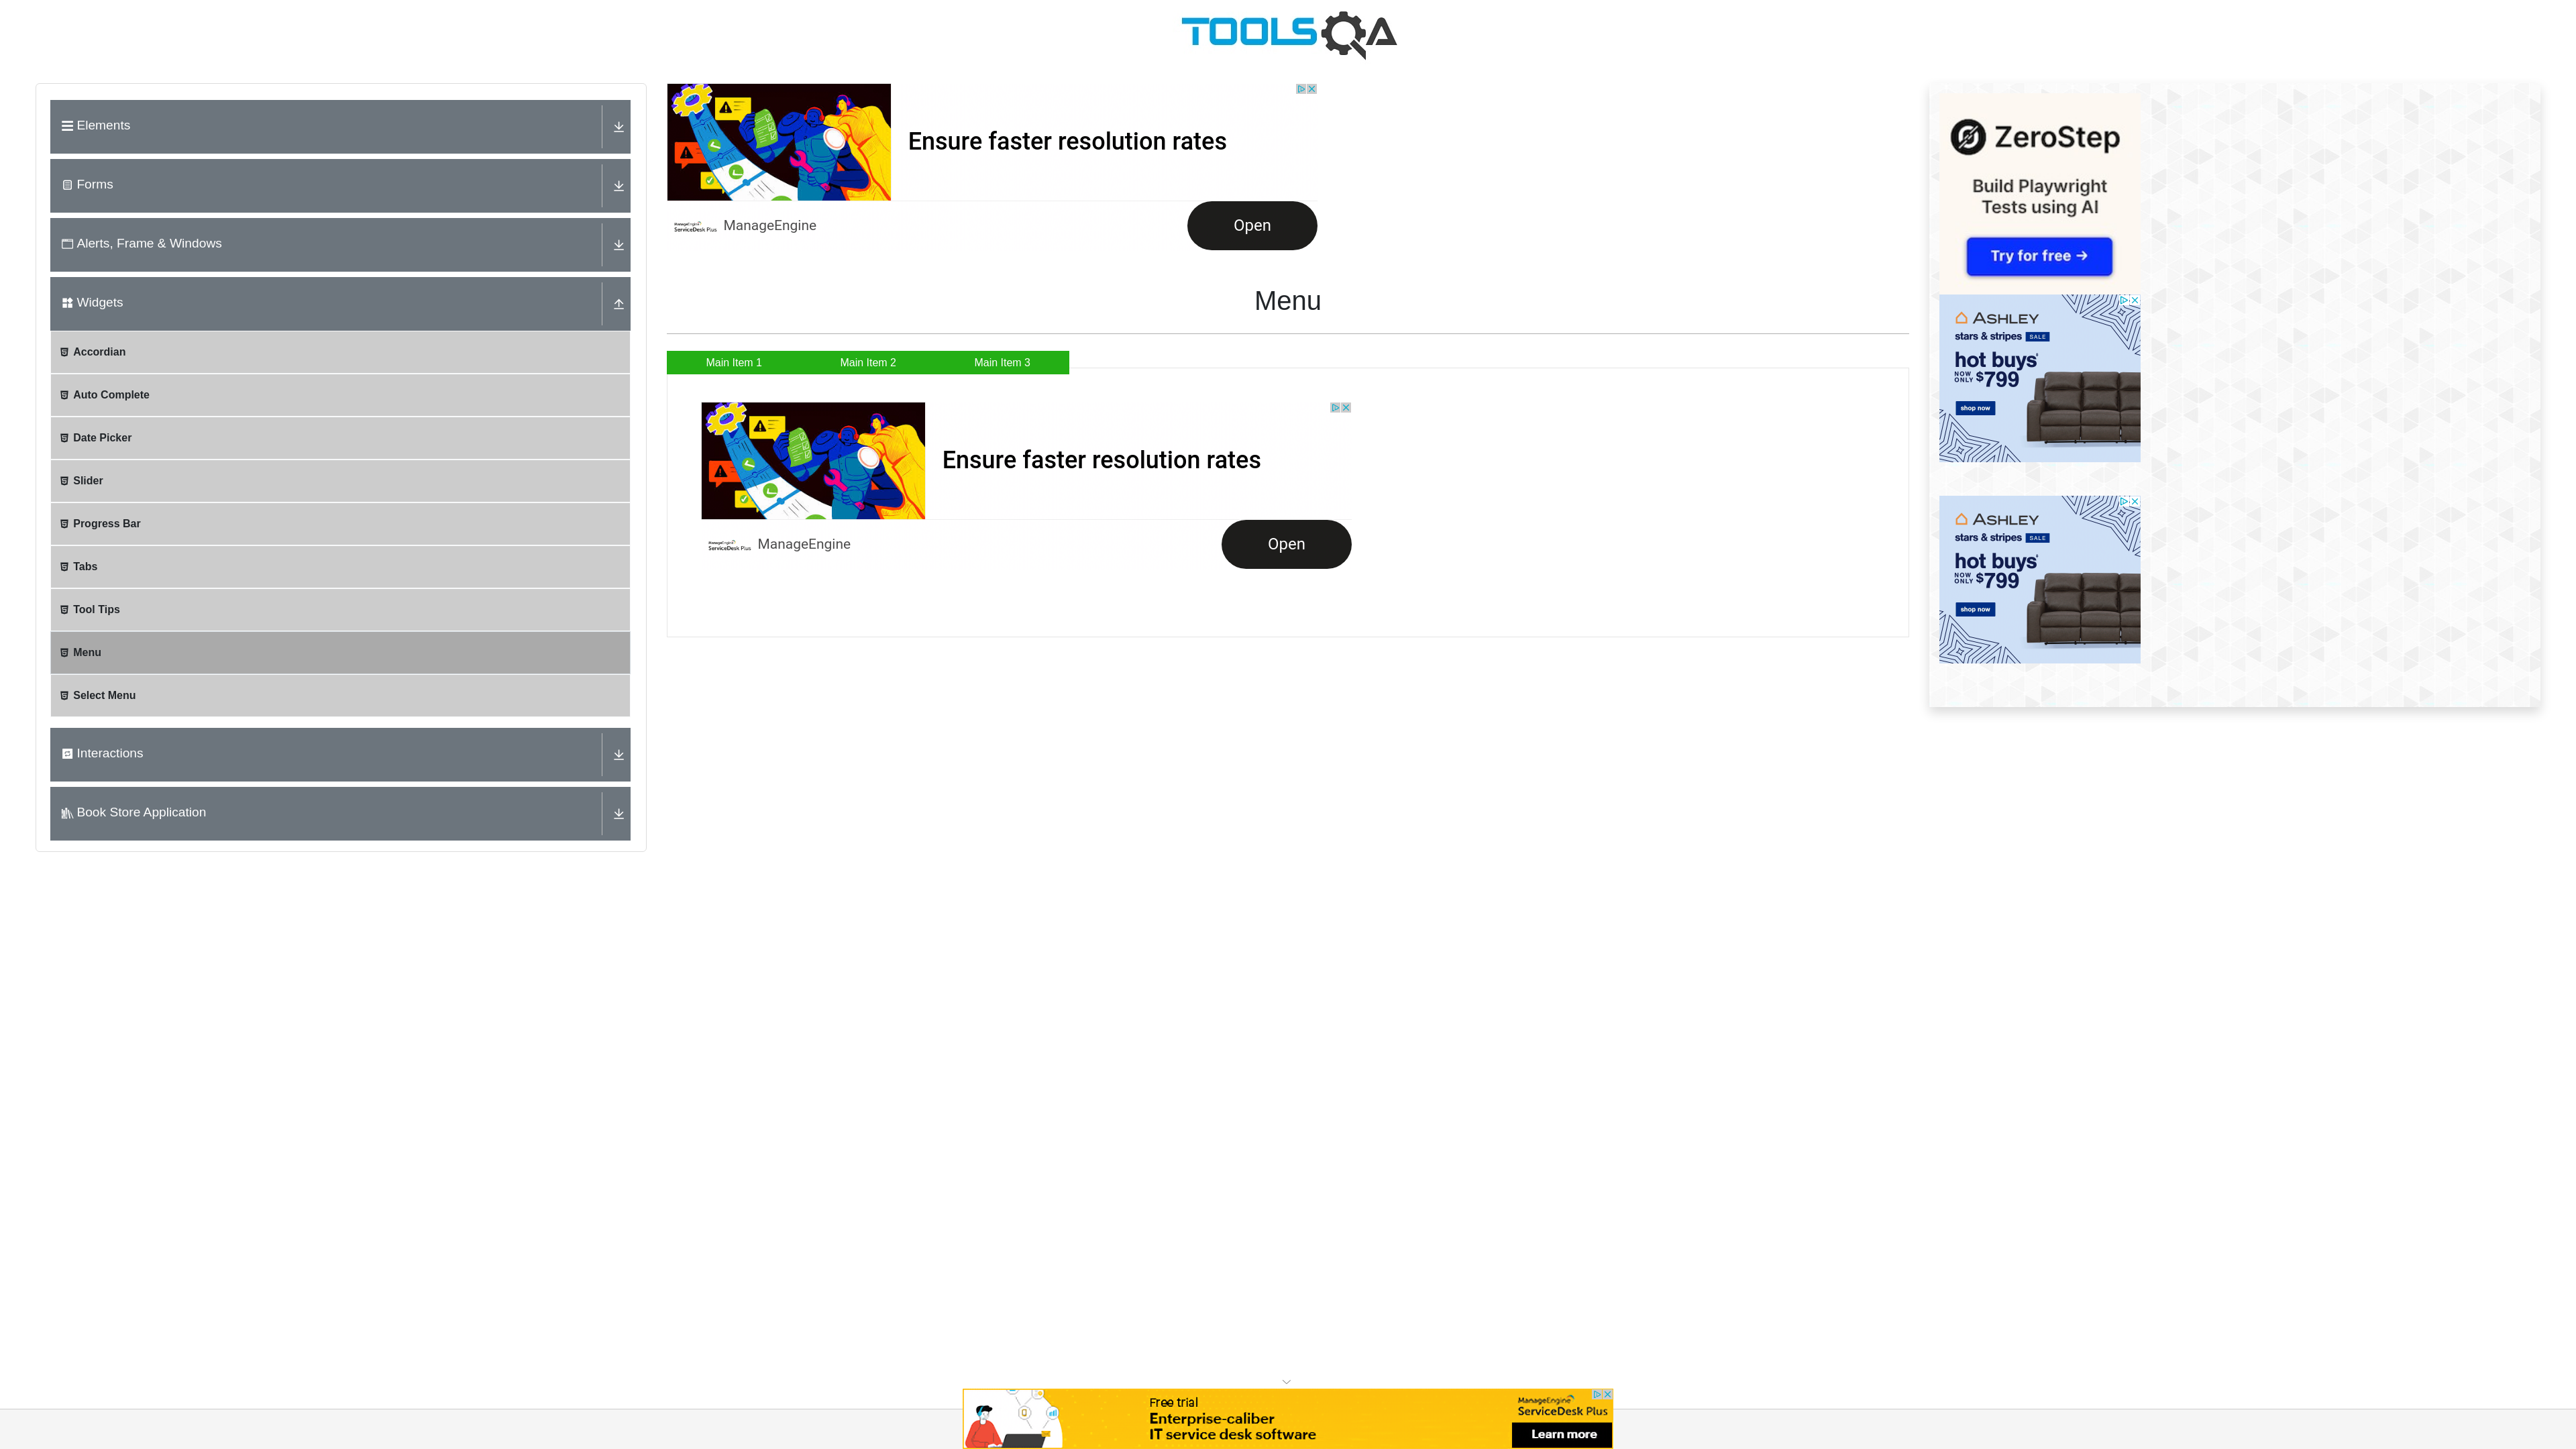 TOOLSQA
Elements
Forms
Alerts, Frame & Windows
Widgets
Accordian
Auto Complete
Date Picker
Slider
Progress Bar
Tabs
Tool Tips
Menu
Select Menu
Interactions
Book Store Application
Ensure faster resolution rates
ManageEngine
ServiceDesk Plus
ManageEngine
Open
Menu
Main Item 1
Main Item 2
Main Item 3
Ensure faster resolution rates
ManageEngine
ServiceDesk Plus
ManageEngine
Open
ZeroStep
Build Playwright
Tests using AI
Try for free →
ASHLEY
stars & stripes SALE
hot buys*
NOW ONLY $799
shop now
ASHLEY
stars & stripes SALE
hot buys*
NOW ONLY $799
shop now
Free trial
Enterprise-caliber
IT service desk software
ManageEngine
ServiceDesk Plus
Learn more